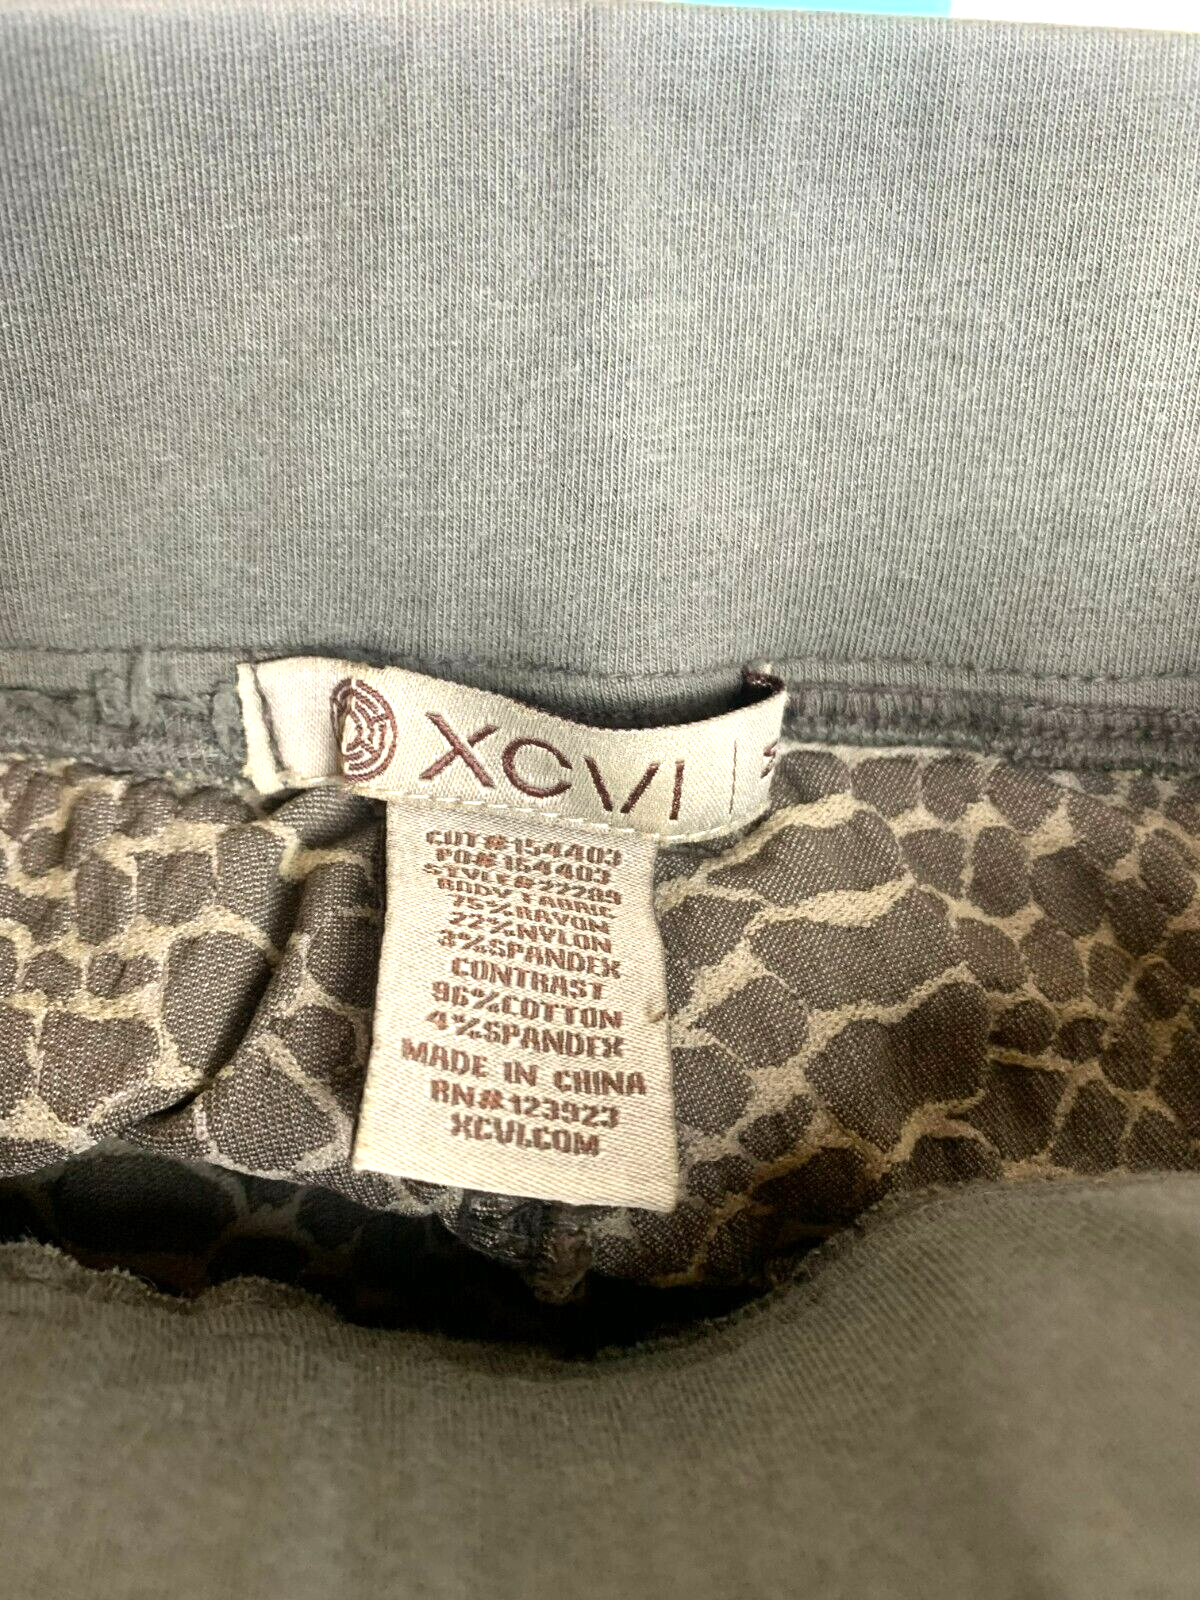 XCVI
CUT#154403
PO#154403
STYLE#22289
BODY FABRIC
75%RAYON
22%NYLON
3%SPANDEX
CONTRAST
96%COTTON
4%SPANDEX
MADE IN CHINA
RN#123923
XCVI.COM